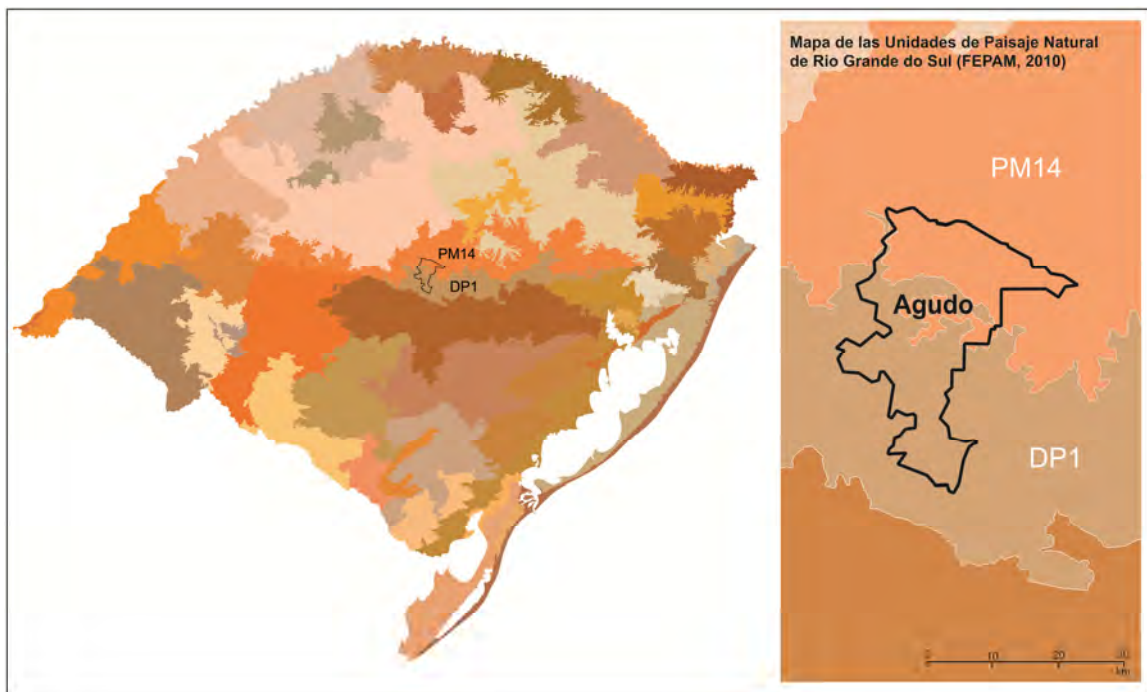 Mapa de las Unidades de Paisaje Natural
de Rio Grande do Sul (FEPAM, 2010)
PM14
DP1
PM14
Agudo
DP1
0 10 20 30
km